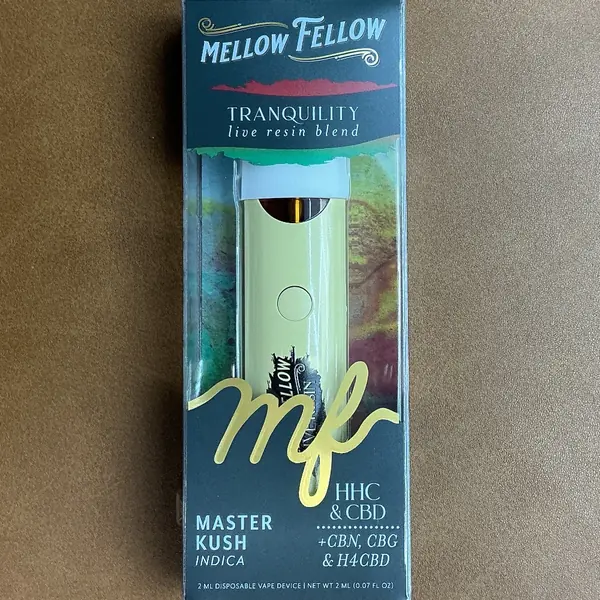 MELLOW FELLOW
TRANQUILITY
live resin blend
mf
HHC
& CBD
+CBN, CBG
& H4CBD
MASTER
KUSH
INDICA
2 ML DISPOSABLE VAPE DEVICE | NET WT 2 ML (0.07 FL OZ)